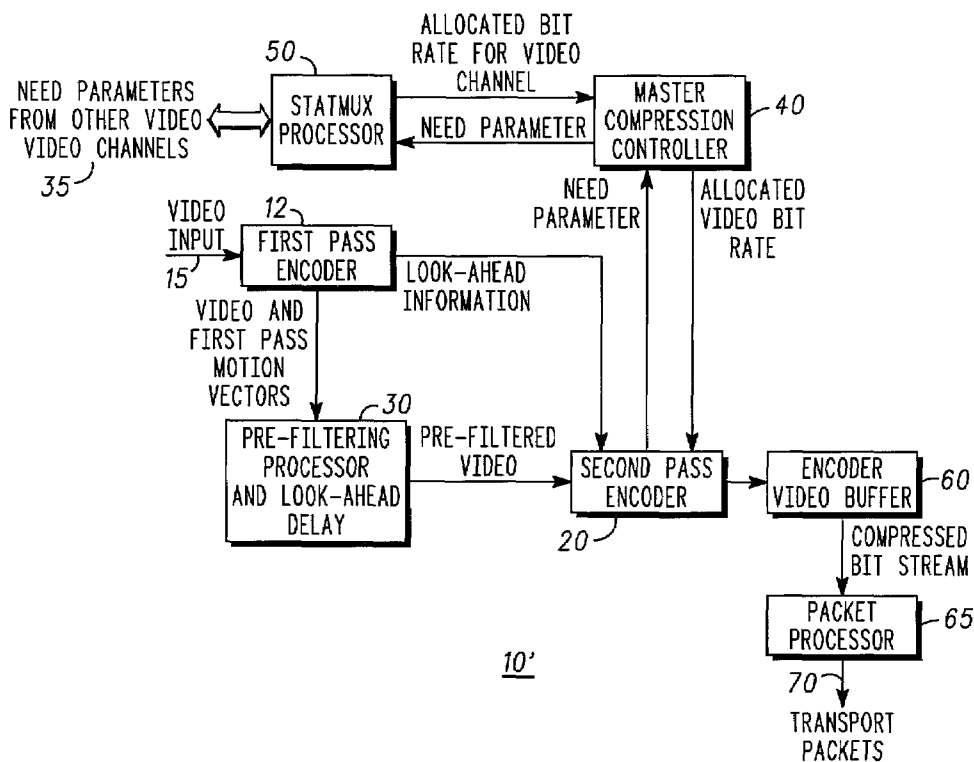 50
ALLOCATED BIT
RATE FOR VIDEO
CHANNEL
NEED PARAMETERS
FROM OTHER VIDEO
VIDEO CHANNELS
35
STATMUX
PROCESSOR
NEED PARAMETER
MASTER
COMPRESSION
CONTROLLER
40
NEED
PARAMETER
ALLOCATED
VIDEO BIT
RATE
VIDEO
INPUT
15
12
FIRST PASS
ENCODER
LOOK-AHEAD
INFORMATION
VIDEO AND
FIRST PASS
MOTION
VECTORS
30
PRE-FILTERING
PROCESSOR
AND LOOK-AHEAD
DELAY
PRE-FILTERED
VIDEO
SECOND PASS
ENCODER
20
ENCODER
VIDEO BUFFER
60
COMPRESSED
BIT STREAM
PACKET
PROCESSOR
65
10'
70
TRANSPORT
PACKETS